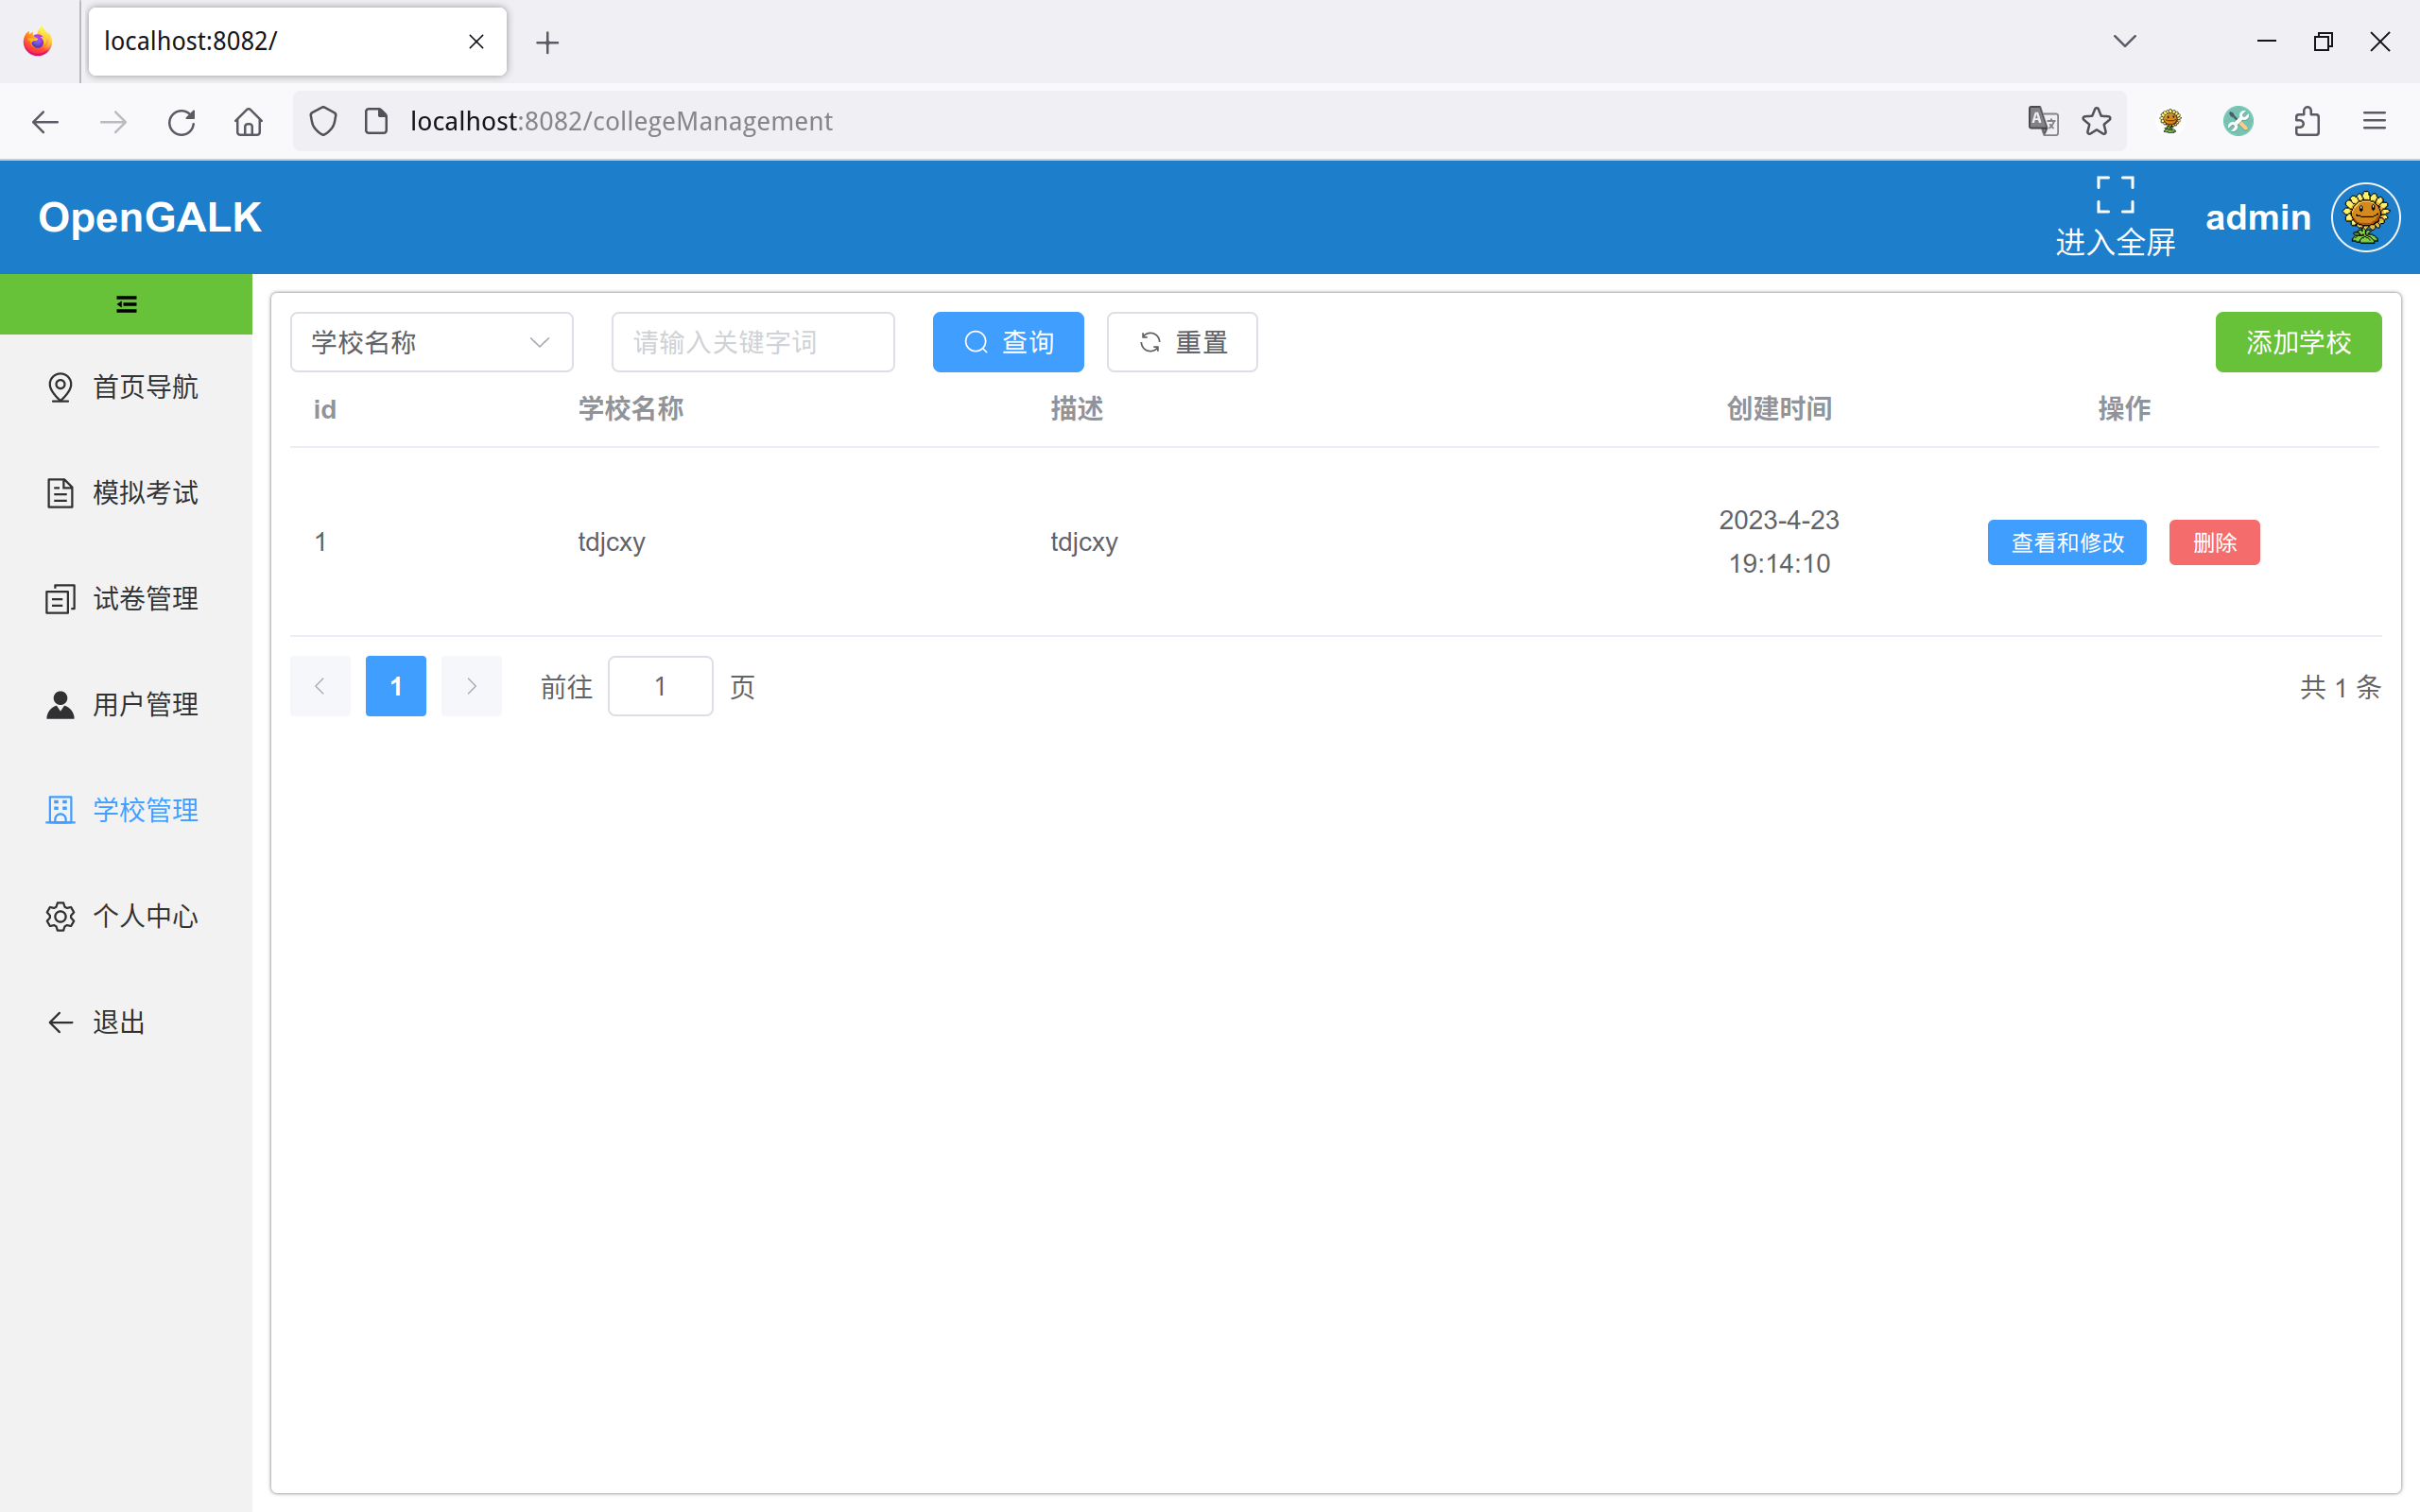 localhost:8082/
localhost:8082/collegeManagement
OpenGALK
进入全屏
admin
首页导航
模拟考试
试卷管理
用户管理
学校管理
个人中心
退出
学校名称 请输入关键字词 查询 重置 添加学校
id 学校名称 描述 创建时间 操作
1 tdjcxy tdjcxy 2023-4-23
19:14:10 查看和修改 删除
1 前往 1 页 共 1 条